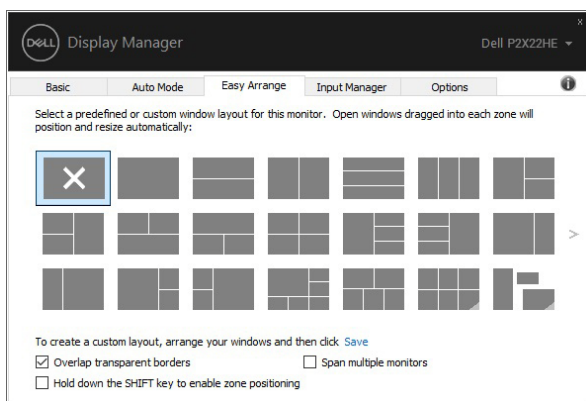 x
DELL Display Manager Dell P2X22HE
Basic Auto Mode Easy Arrange Input Manager Options i
Select a predefined or custom window layout for this monitor. Open windows dragged into each zone will
position and resize automatically:
>
To create a custom layout, arrange your windows and then click Save
Overlap transparent borders Span multiple monitors
Hold down the SHIFT key to enable zone positioning